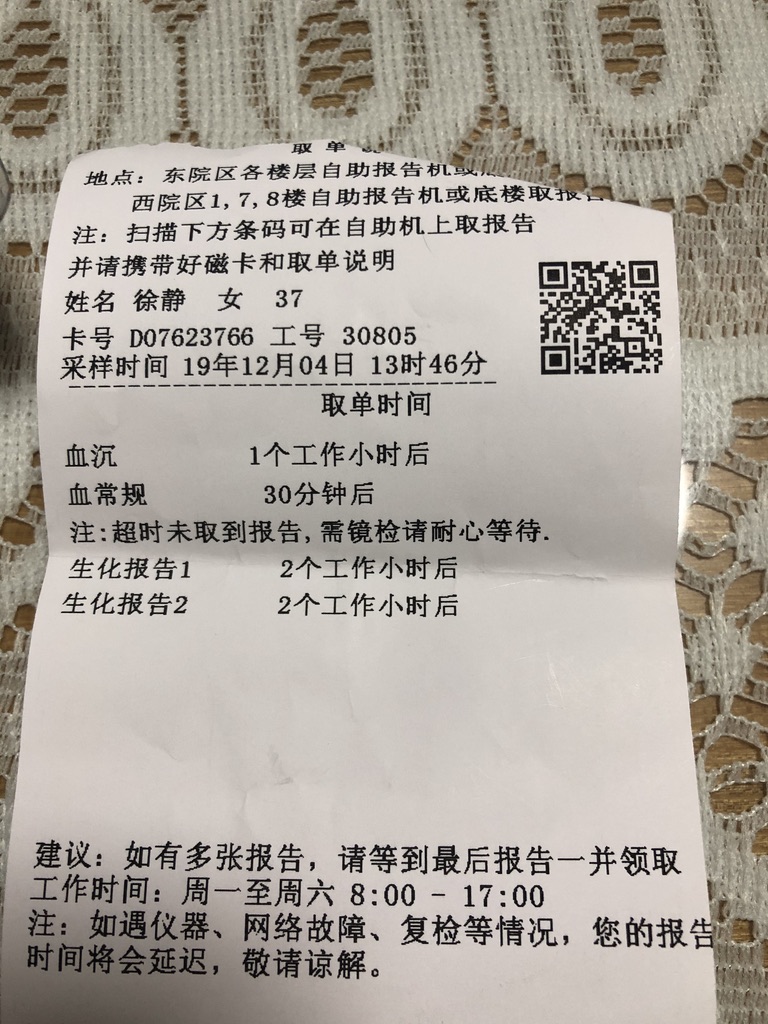 取单
地点：东院区各楼层自助报告机或底
西院区1,7,8楼自助报告机或底楼取报告
注：扫描下方条码可在自助机上取报告
并请携带好磁卡和取单说明
姓名 徐静 女 37
卡号 D07623766 工号 30805
采样时间 19年12月04日 13时46分
取单时间
血沉 1个工作小时后
血常规 30分钟后
注:超时未取到报告,需镜检请耐心等待.
生化报告1 2个工作小时后
生化报告2 2个工作小时后
建议：如有多张报告，请等到最后报告一并领取
工作时间：周一至周六 8:00 - 17:00
注：如遇仪器、网络故障、复检等情况，您的报告
时间将会延迟，敬请谅解。